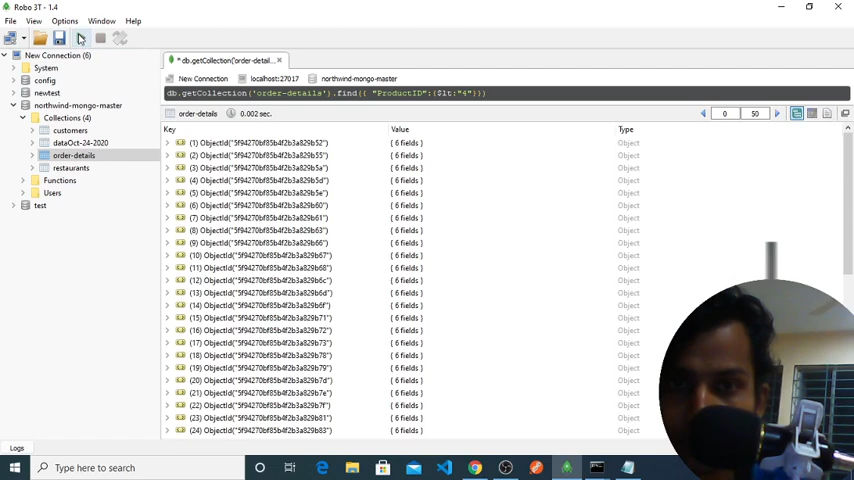 Robo 3T - 1.4
File View Options Window Help
New Connection (6)
System
config
newtest
northwind-mongo-master
Collections (4)
customers
dataOct-24-2020
order-details
restaurants
Functions
Users
test
* db.getCollection('order-detail...
New Connection localhost:27017 northwind-mongo-master
db.getCollection('order-details').find({ "ProductID":{$lt:"4"}})
order-details 0.002 sec. 0 50
Key Value Type
(1) ObjectId("5f94270bf85b4f2b3a829b52") { 6 fields } Object
(2) ObjectId("5f94270bf85b4f2b3a829b55") { 6 fields } Object
(3) ObjectId("5f94270bf85b4f2b3a829b5a") { 6 fields } Object
(4) ObjectId("5f94270bf85b4f2b3a829b5d") { 6 fields } Object
(5) ObjectId("5f94270bf85b4f2b3a829b5e") { 6 fields } Object
(6) ObjectId("5f94270bf85b4f2b3a829b60") { 6 fields } Object
(7) ObjectId("5f94270bf85b4f2b3a829b61") { 6 fields } Object
(8) ObjectId("5f94270bf85b4f2b3a829b63") { 6 fields } Object
(9) ObjectId("5f94270bf85b4f2b3a829b66") { 6 fields } Object
(10) ObjectId("5f94270bf85b4f2b3a829b67") { 6 fields } Object
(11) ObjectId("5f94270bf85b4f2b3a829b68") { 6 fields } Object
(12) ObjectId("5f94270bf85b4f2b3a829b6c") { 6 fields } Object
(13) ObjectId("5f94270bf85b4f2b3a829b6d") { 6 fields } Object
(14) ObjectId("5f94270bf85b4f2b3a829b6f") { 6 fields } Object
(15) ObjectId("5f94270bf85b4f2b3a829b71") { 6 fields } Object
(16) ObjectId("5f94270bf85b4f2b3a829b72") { 6 fields } Object
(17) ObjectId("5f94270bf85b4f2b3a829b73") { 6 fields } Object
(18) ObjectId("5f94270bf85b4f2b3a829b78") { 6 fields } Object
(19) ObjectId("5f94270bf85b4f2b3a829b7b") { 6 fields } Object
(20) ObjectId("5f94270bf85b4f2b3a829b7d") { 6 fields } Object
(21) ObjectId("5f94270bf85b4f2b3a829b7e") { 6 fields } Object
(22) ObjectId("5f94270bf85b4f2b3a829b7f") { 6 fields } Object
(23) ObjectId("5f94270bf85b4f2b3a829b81") { 6 fields } Object
(24) ObjectId("5f94270bf85b4f2b3a829b83") { 6 fields } Object
Logs
Type here to search